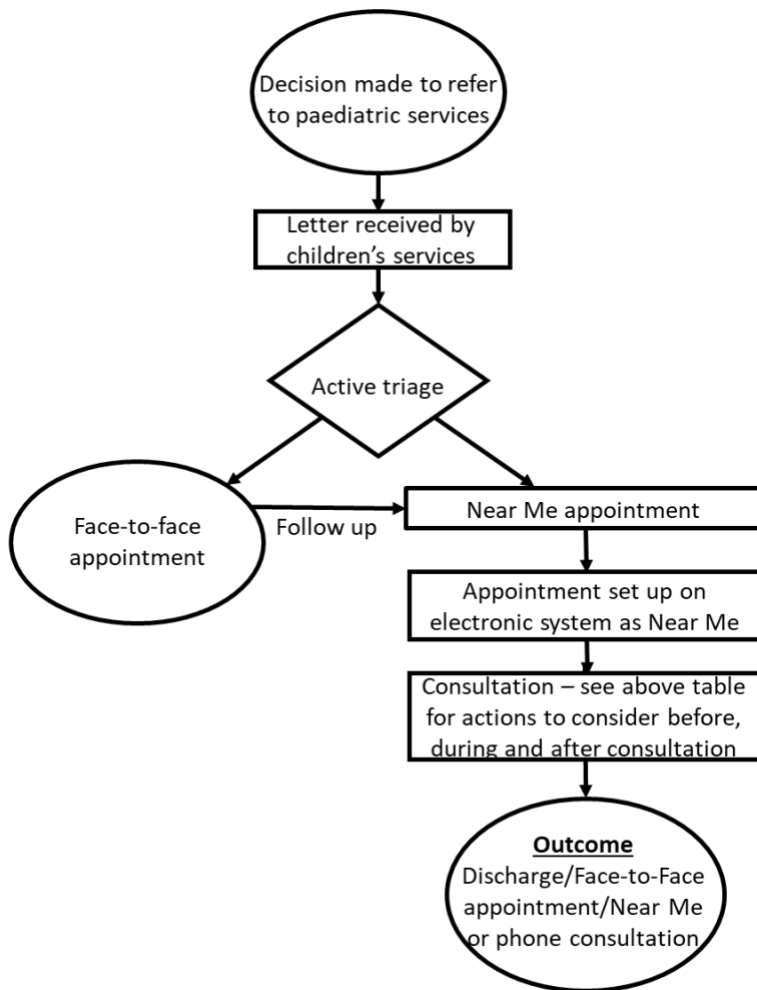 Decision made to refer
to paediatric services
Letter received by
children's services
Active triage
Face-to-face
appointment
Follow up
Near Me appointment
Appointment set up on
electronic system as Near Me
Consultation – see above table
for actions to consider before,
during and after consultation
Outcome
Discharge/Face-to-Face
appointment/Near Me
or phone consultation